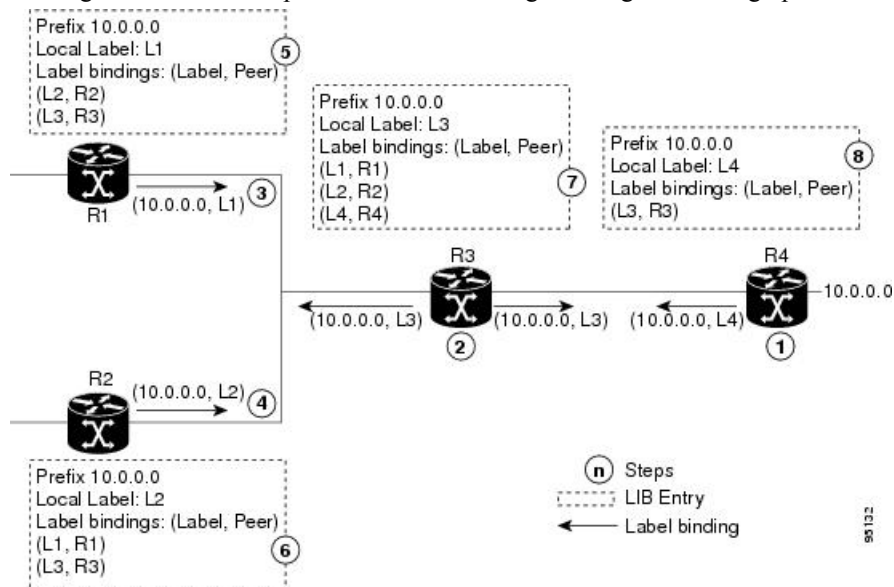 Prefix 10.0.0.0
Local Label: L1
Label bindings: (Label, Peer)
(L2, R2)
(L3, R3)
5
Prefix 10.0.0.0
Local Label: L3
Label bindings: (Label, Peer)
(L1, R1)
(L2, R2)
(L4, R4)
7
Prefix 10.0.0.0
Local Label: L4
Label bindings: (Label, Peer)
(L3, R3)
8
R1
(10.0.0.0, L1)
3
R3
(10.0.0.0, L3)
(10.0.0.0, L3)
2
R4
(10.0.0.0, L4)
1
10.0.0.0
R2
(10.0.0.0, L2)
4
Prefix 10.0.0.0
Local Label: L2
Label bindings: (Label, Peer)
(L1, R1)
(L3, R3)
6
n Steps
LIB Entry
Label binding
95132